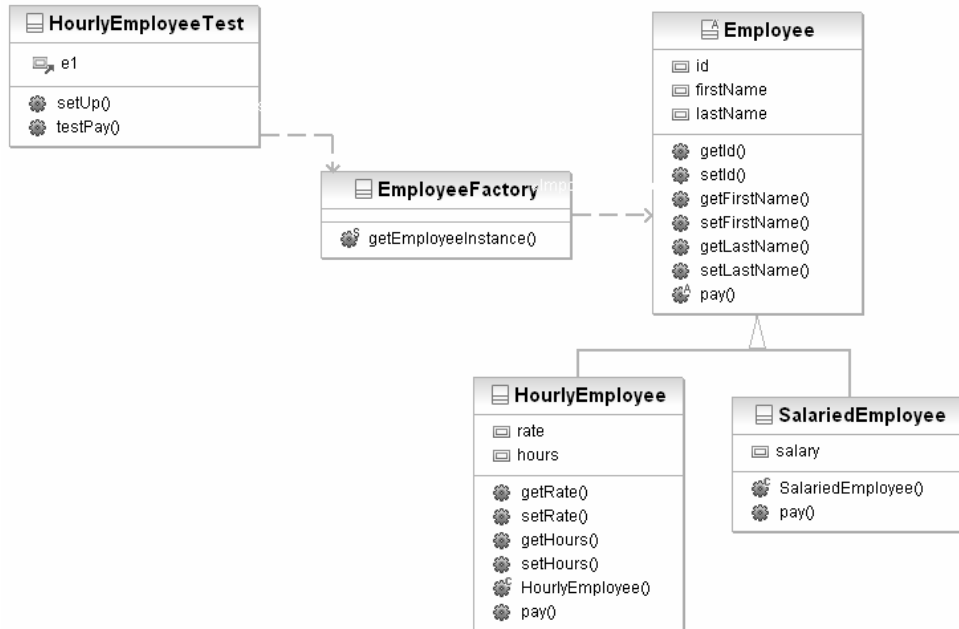 HourlyEmployeeTest
e1
setUp()
testPay()
EmployeeFactory
getEmployeeInstance()
Employee
id
firstName
lastName
getId()
setId()
getFirstName()
setFirstName()
getLastName()
setLastName()
pay()
HourlyEmployee
rate
hours
getRate()
setRate()
getHours()
setHours()
HourlyEmployee()
pay()
SalariedEmployee
salary
SalariedEmployee()
pay()